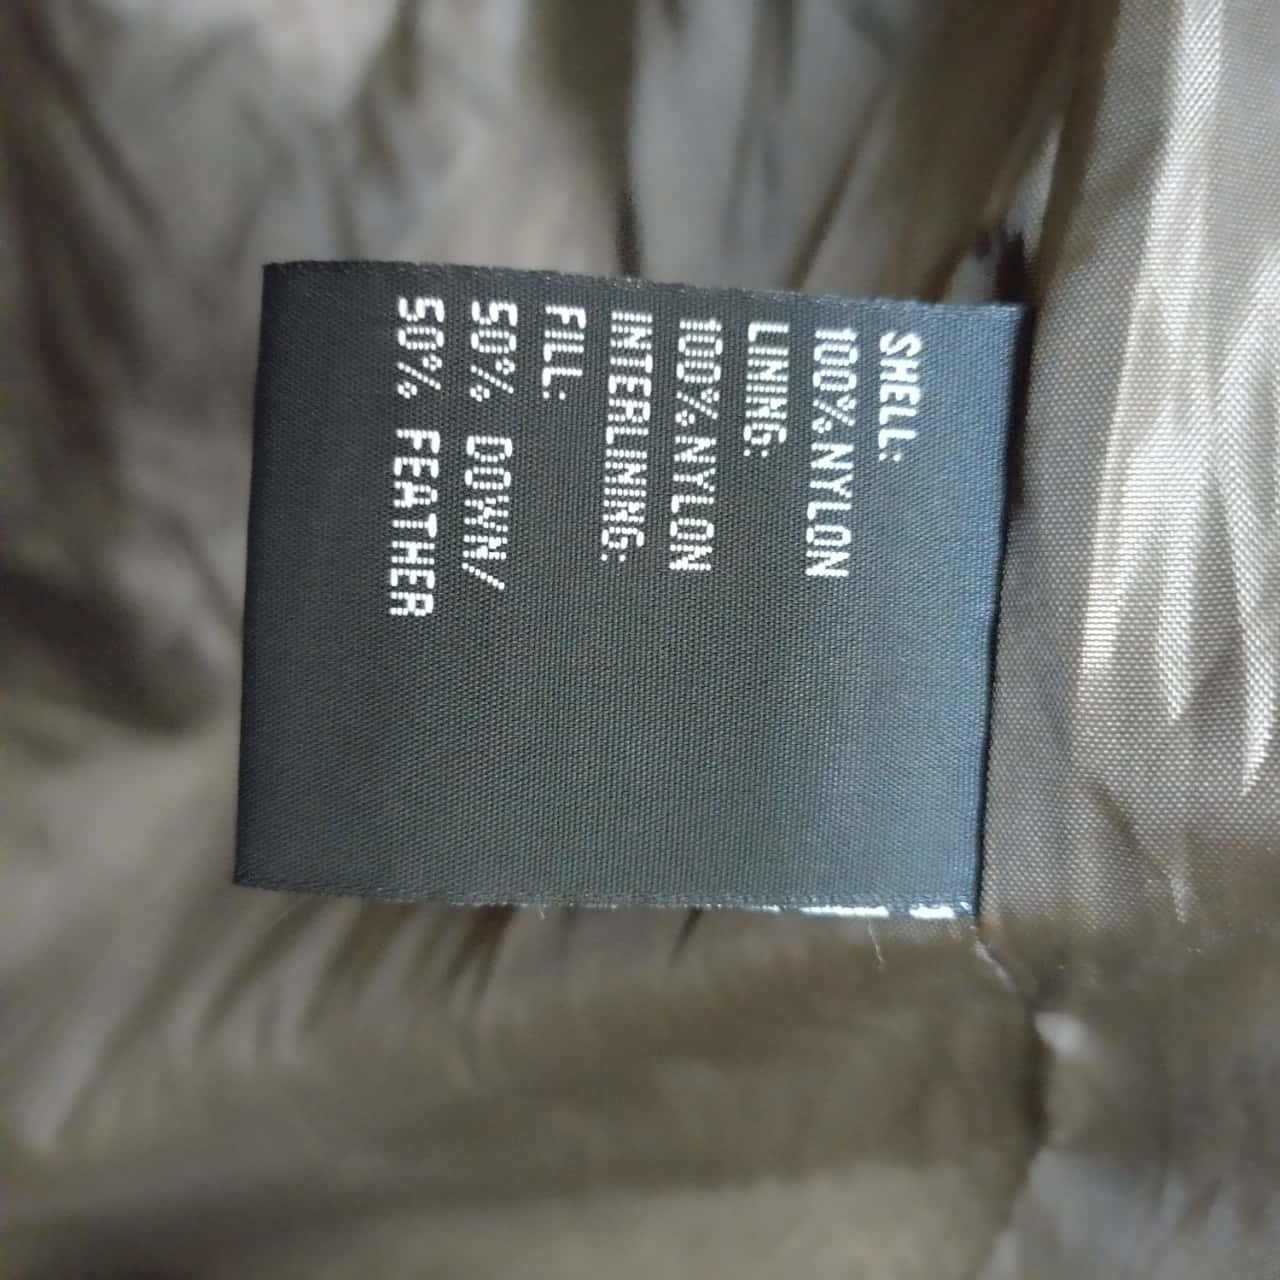 SHELL:
100%NYLON
LINING:
100%NYLON
INTERLINING:
FILL:
50% DOWN/
50% FEATHER